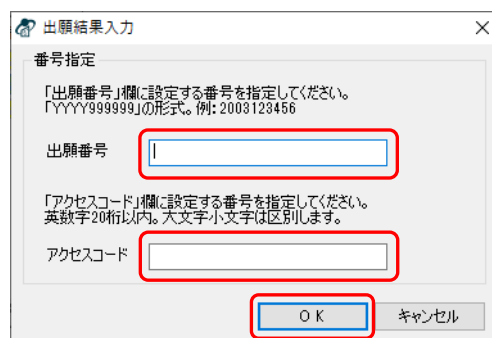 出願結果入力
番号指定
「出願番号」欄に設定する番号を指定してください。
「YYYY999999」の形式。例：2003123456
出願番号
「アクセスコード」欄に設定する番号を指定してください。
英数字20桁以内。大文字小文字は区別します。
アクセスコード
ＯＫ
キャンセル